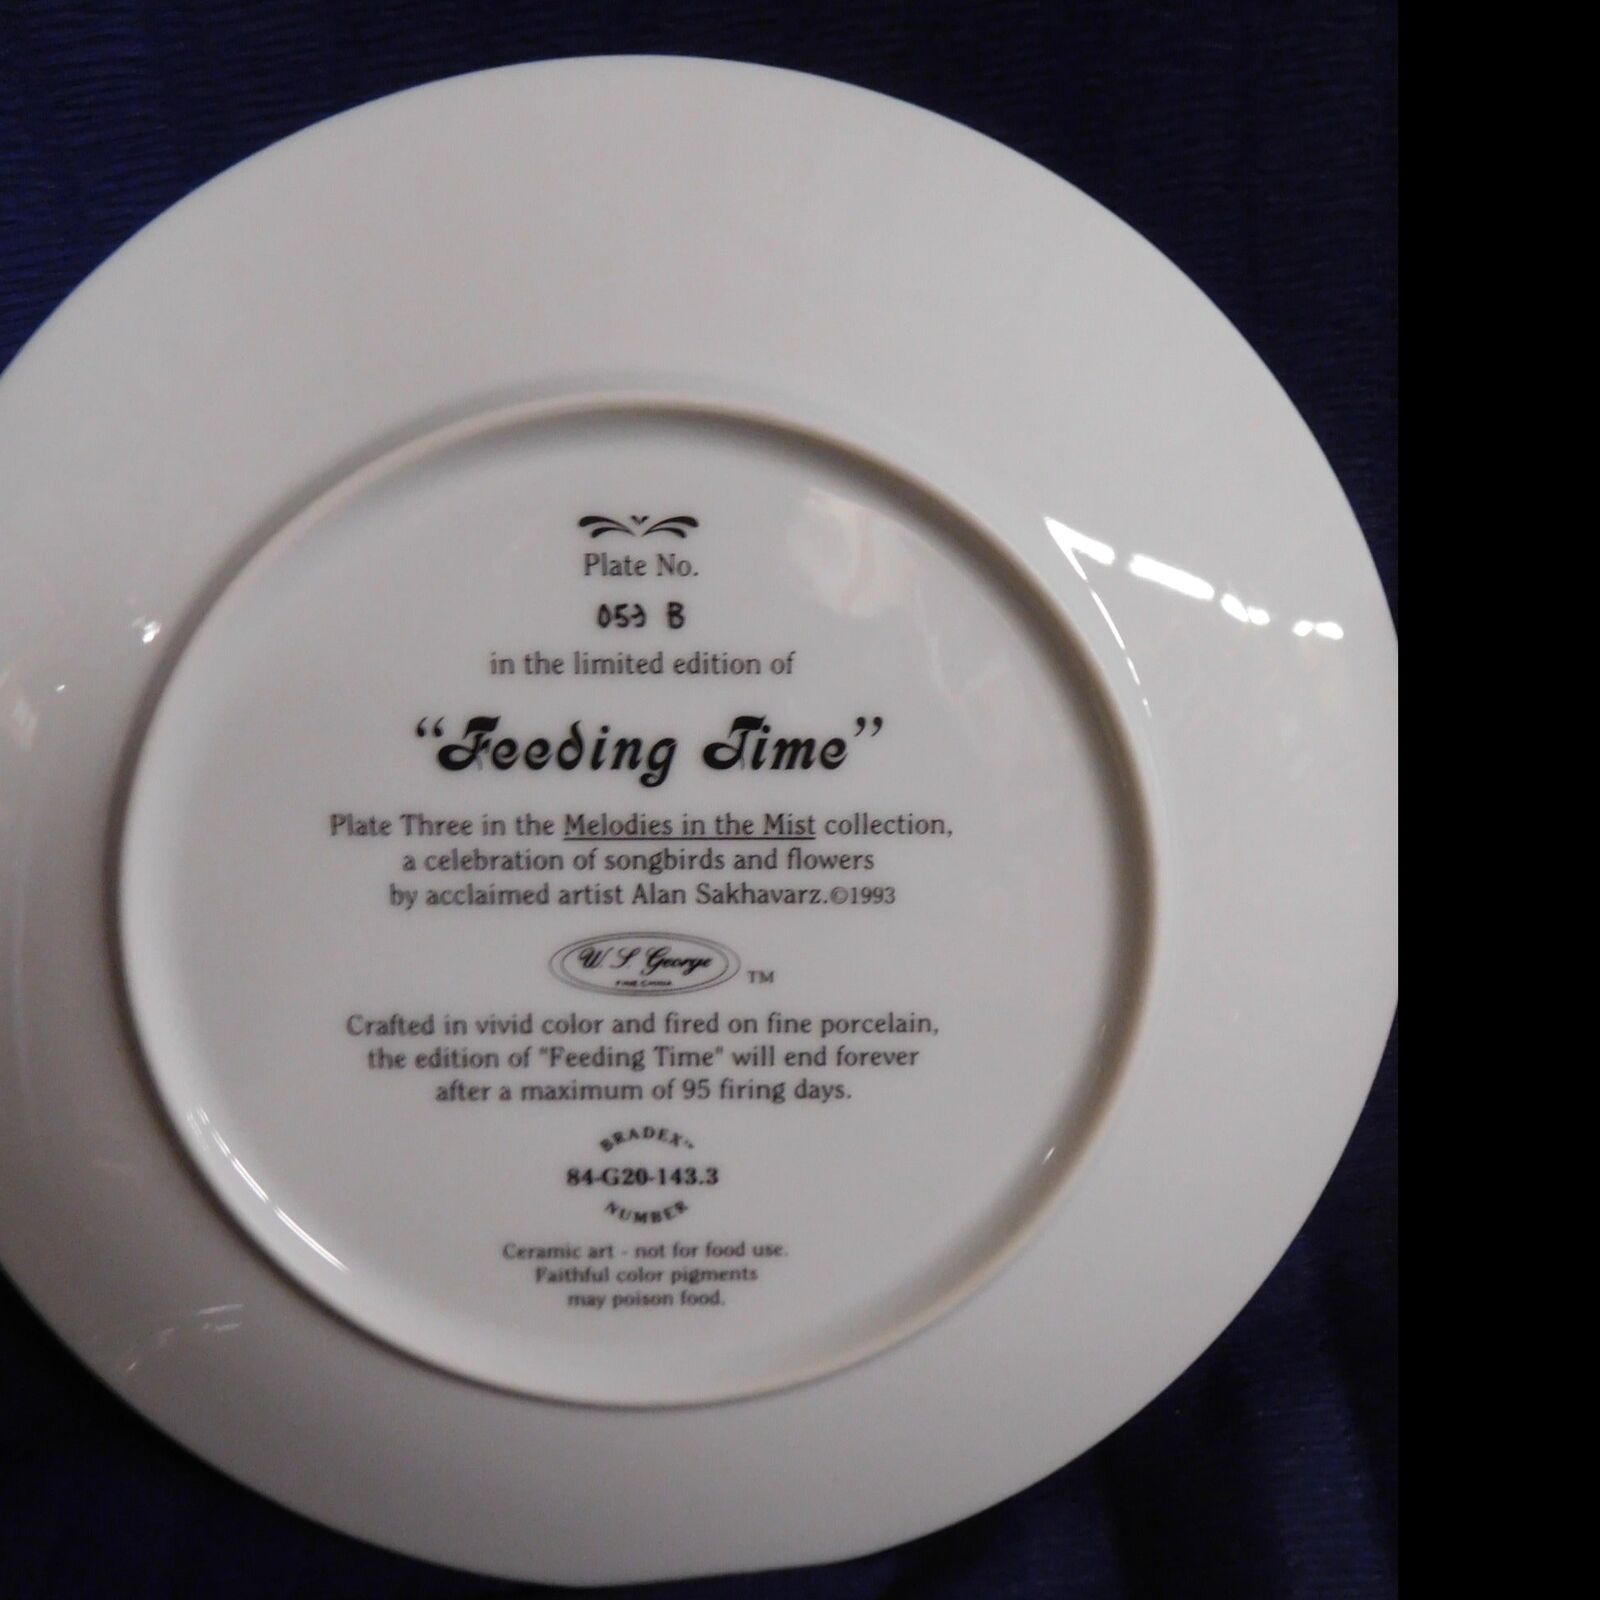 Plate No.
053 B
in the limited edition of
“Feeding Time”
Plate Three in the Melodies in the Mist collection,
a celebration of songbirds and flowers
by acclaimed artist Alan Sakhavarz.©1993
W. S. George TM
FINE CHINA
Crafted in vivid color and fired on fine porcelain,
the edition of "Feeding Time" will end forever
after a maximum of 95 firing days.
BRADEX™
84-G20-143.3
NUMBER
Ceramic art - not for food use.
Faithful color pigments
may poison food.